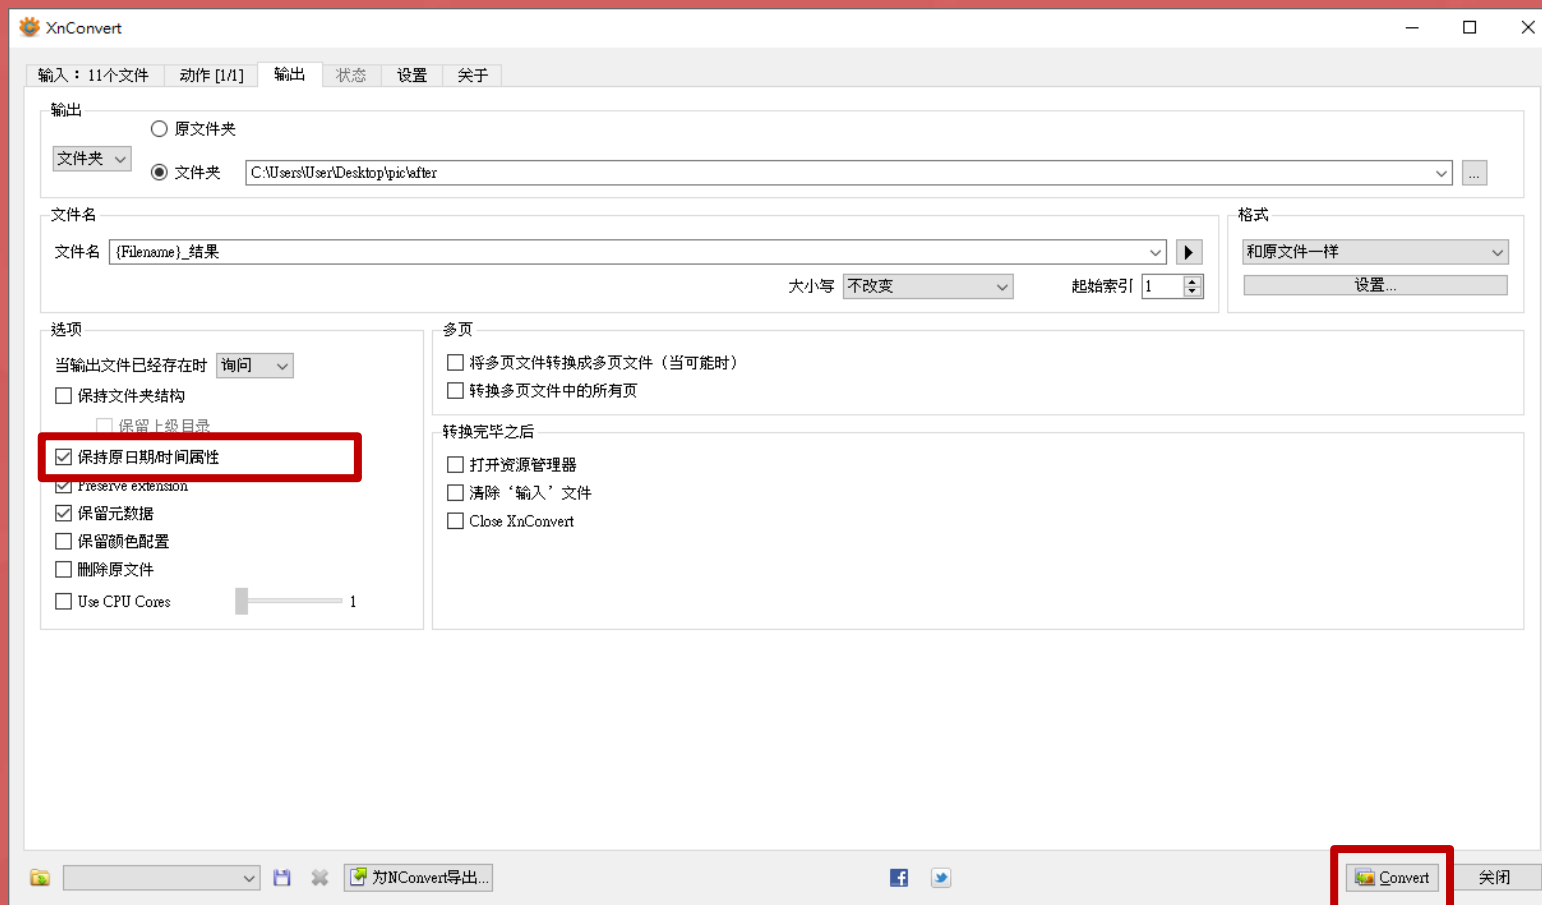 XnConvert
输入：11个文件 动作 [1/1] 输出 状态 设置 关于
输出
原文件夹
文件夹
文件夹 C:\Users\User\Desktop\pic\after ...
文件名
格式
文件名 {Filename}_结果
和原文件一样
大小写 不改变 起始索引 1
设置...
选项
当输出文件已经存在时 询问
保持文件夹结构
保留上级目录
保持原日期/时间属性
Preserve extension
保留元数据
保留颜色配置
删除原文件
Use CPU Cores 1
多页
将多页文件转换成多页文件（当可能时）
转换多页文件中的所有页
转换完毕之后
打开资源管理器
清除‘输入’文件
Close XnConvert
为NConvert导出...
Convert
关闭